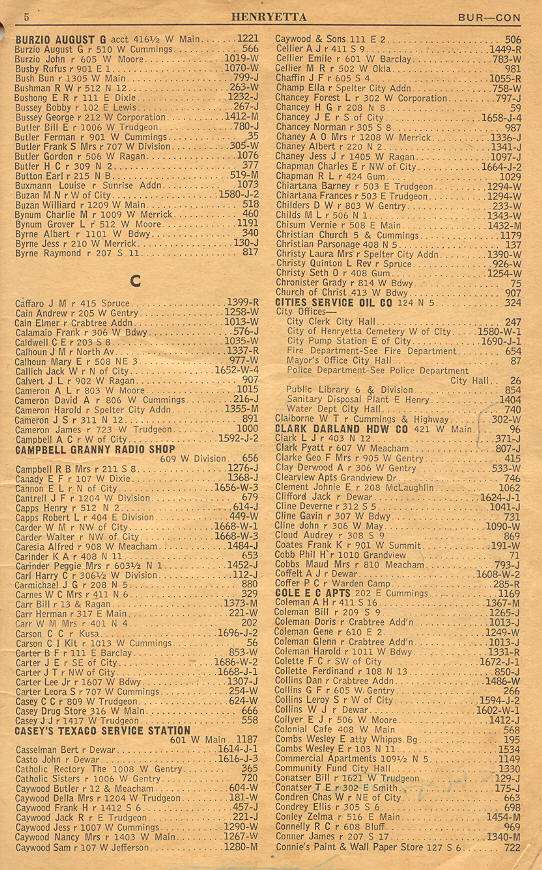 5 HENRYETTA BUR—CON
BURZIO AUGUST G acct 416½ W Main 1221
Burzio August G r 510 W Cummings 566
Burzio John r 605 W Moore 1019-W
Busby Rufus r 901 E 1 1070-W
Bush Bun r 1305 W Main 799-J
Bushman R W r 512 N 12 263-W
Bushong E R r 111 E Dixie 1232-J
Bussey Bobby r 102 E Lewis 267-J
Bussey George r 212 W Corporation 1412-M
Butler Bill E r 1006 W Trudgeon 780-J
Butler Ferman r 901 W Cummings 35
Butler Frank S Mrs r 707 W Division 305-W
Butler Gordon r 506 W Ragan 1076
Butler H C r 309 N 2 377
Button Earl r 215 N B 519-M
Buxmann Louise r Sunrise Addn 1073
Buzan M N r W of City 1580-J-2
Buzan Williard r 1209 W Main 518
Bynum Charlie M r 1009 W Merrick 460
Bynum Grover L r 512 W Moore 1191
Byrne Albert r 1101 W Bdwy 340
Byrne Jess r 210 W Merrick 130-J
Byrne Raymond r 207 S 11 817
C
Caffaro J M r 415 Spruce 1399-R
Cain Andrew r 205 W Gentry 1258-W
Cain Elmer r Crabtree Addn 1013-W
Calamaio Frank r 306 W Bdwy 576-J
Caldwell C E r 203 S 8 1035-W
Calhoun J M r North Av 1337-R
Calhoun Mary E r 508 NE 3 977-W
Callich Jack W r N of City 1652-W-4
Calvert J L r 902 W Ragan 907
Cameron A L r 803 W Moore 1015
Cameron David A r 806 W Cummings 216-J
Cameron Harold r Spelter City Addn 1355-M
Cameron J S r 311 N 12 891
Cameron James r 723 W Trudgeon 1000
Campbell A C r W of City 1592-J-2
CAMPBELL GRANNY RADIO SHOP
609 W Division 656
Campbell R B Mrs r 211 S 8 1276-J
Canady E F r 107 W Dixie 1368-J
Cannon E L r N of City 1656-W-3
Cantrell J F r 1204 W Division 679
Capps Henry r 512 N 2 614-J
Capps Robert L r 404 E Division 449-W
Carder W M r NW of City 1668-W-1
Carder Walter r NW of City 1668-W-3
Caresia Alfred r 908 W Meacham 1484-J
Carinder K A r 408 N 11 653
Carinder Peggie Mrs r 603½ N 1 1452-J
Carl Harry C r 306½ W Division 112-J
Carmichael J G r 208 N 5 880
Carnes W C Mrs r 411 N 6 329
Carr Bill r 13 & Ragan 1373-M
Carr Herman r 317 E Main 221-W
Carr W M Mrs r 401 N 4 202
Carson C C r Kusa 1696-J-2
Carson C I Kit r 1013 W Cummings 56
Carter B F r 111 E Barclay 853-W
Carter J E r SE of City 1686-W-2
Carter J T r NW of City 1668-J-1
Carter Lee Jr r 1607 W Bdwy 1307-J
Carter Leora S r 707 W Cummings 254-W
Casey C C r 809 W Trudgeon 624-W
Casey Drug Store 316 W Main 666
Casey J J r 1417 W Trudgeon 558
CASEY'S TEXACO SERVICE STATION
601 W Main 1187
Casselman Bert r Dewar 1614-J-1
Casto John r Dewar 1616-J-3
Catholic Rectory The 1008 W Gentry 365
Catholic Sisters r 1006 W Gentry 720
Caywood Butler r 12 & Meacham 604-W
Caywood Della Mrs r 1204 W Trudgeon 181-W
Caywood Frank H r 1412 S 6 457-J
Caywood Jack R r E Trudgeon 221-J
Caywood Jess r 1007 W Cummings 1290-W
Caywood Nancy Mrs r 1403 W Main 1267-W
Caywood Sam r 107 W Jefferson 1280-M
Caywood & Sons 111 E 2 506
Cellier A J r 411 S 9 1449-R
Cellier Emile r 601 W Barclay 783-W
Cellier M R r 502 W Okla 981
Chaffin J F r 605 S 4 1055-R
Champ Ella r Spelter City Addn 758-W
Chancey Forest L r 302 W Corporation 797-J
Chancey H G r 208 N 8 59
Chancey J E r S of City 1658-J-4
Chancey Norman r 305 S 8 987
Chaney A O Mrs r 1208 W Merrick 1336-J
Chaney Albert r 220 N 2 1341-J
Chaney Jess J r 1405 W Ragan 1097-J
Chapman Charles E r NW of City 1664-J-2
Chapman R L r 424 Gum 1029
Chiartana Barney r 503 E Trudgeon 1294-W
Chiartana Frances r 503 E Trudgeon 1294-W
Childers D M r 803 W Gentry 233-W
Childs M L r 506 N 1 1343-W
Chisum Vernie r 508 E Main 1432-M
Christian Church 5 & Cummings 1179
Christian Parsonage 408 N 5 137
Christy Laura Mrs r Spelter City Addn 1390-W
Christy Quinton L Rev r Spruce 926-W
Christy Seth O r 408 Gum 1254-W
Chronister Grady r 814 W Bdwy 75
Church of Christ 413 W Bdwy 907
CITIES SERVICE OIL CO 124 N 5 324
City Offices—
City Clerk City Hall 247
City of Henryetta Cemetery W of City 1580-W-1
City Pump Station E of City 1690-J-1
Fire Department-See Fire Department 654
Mayor's Office City Hall 87
Police Department-See Police Department
City Hall 26
Public Library 6 & Division 854
Sanitary Disposal Plant E Henry 1404
Water Dept City Hall 740
Claiborne W T r Cummings & Highway 302-W
CLARK DARLAND HDW CO 421 W Main 96
Clark L J r 403 N 12 371-J
Clark Pyatt r 607 W Meacham 807-J
Clarke Geo F Mrs r 905 W Ragan 415
Clay Derwood A r 306 W Gentry 533-W
Clearview Apts Grandview Dr 746
Clement Johnie E r 208 McLaughlin 1062
Clifford Jack r Dewar 1624-J-1
Cline Deverne r 312 S 5 1041-J
Cline Gavin r 307 W Bdwy 731
Cline John r 306 W May 1090-W
Cloud Audrey r 308 S 9 869
Coates Frank K r 901 W Summit 191-W
Cobb Phil H r 1010 Grandview 71
Cobbs Maud Mrs r 810 Meacham 793-J
Coffelt A J r Dewar 1608-W-2
Coffer P C r Warden Camp 285-R
COLE E C APTS 202 E Cummings 1169
Coleman A H r 411 S 16 1367-M
Coleman Bill r 209 S 9 1265-J
Coleman Doris r Crabtree Add'n 1013-J
Coleman Gene r 610 E 2 1249-W
Coleman Glenn r Crabtree Add'n 1013-J
Coleman Harold r 1011 W Bdwy 1331-R
Colette F C r SW of City 1672-J-1
Collette Ferdinand r 108 N 13 850-J
Collins Dan r Crabtree Addn 1486-W
Collins G F r 605 W Gentry 266
Collins Leroy S r W of City 1594-J-2
Collins W J r Dewar 1602-W-1
Collyer E J r 506 W Moore 1412-J
Colonial Cafe 408 W Main 568
Combs Wesley E atty Whipps Bg 195
Combs Wesley E r 103 N 11 1534
Commercial Apartments 109½ N 5 1149
Community Fund City Hall 1330
Conatser Bill r 1621 W Trudgeon 129-J
Conatser T E r 302 E Smith 175-J
Condren Chas W r NE of City 663
Condrey Ellis r 305 S 6 698
Conley Zelma r 516 E Main 1454-M
Connelly R C r 608 Bluff 969
Conner James r 207 S 17 1340-M
Connie's Paint & Wall Paper Store 127 S 6 722